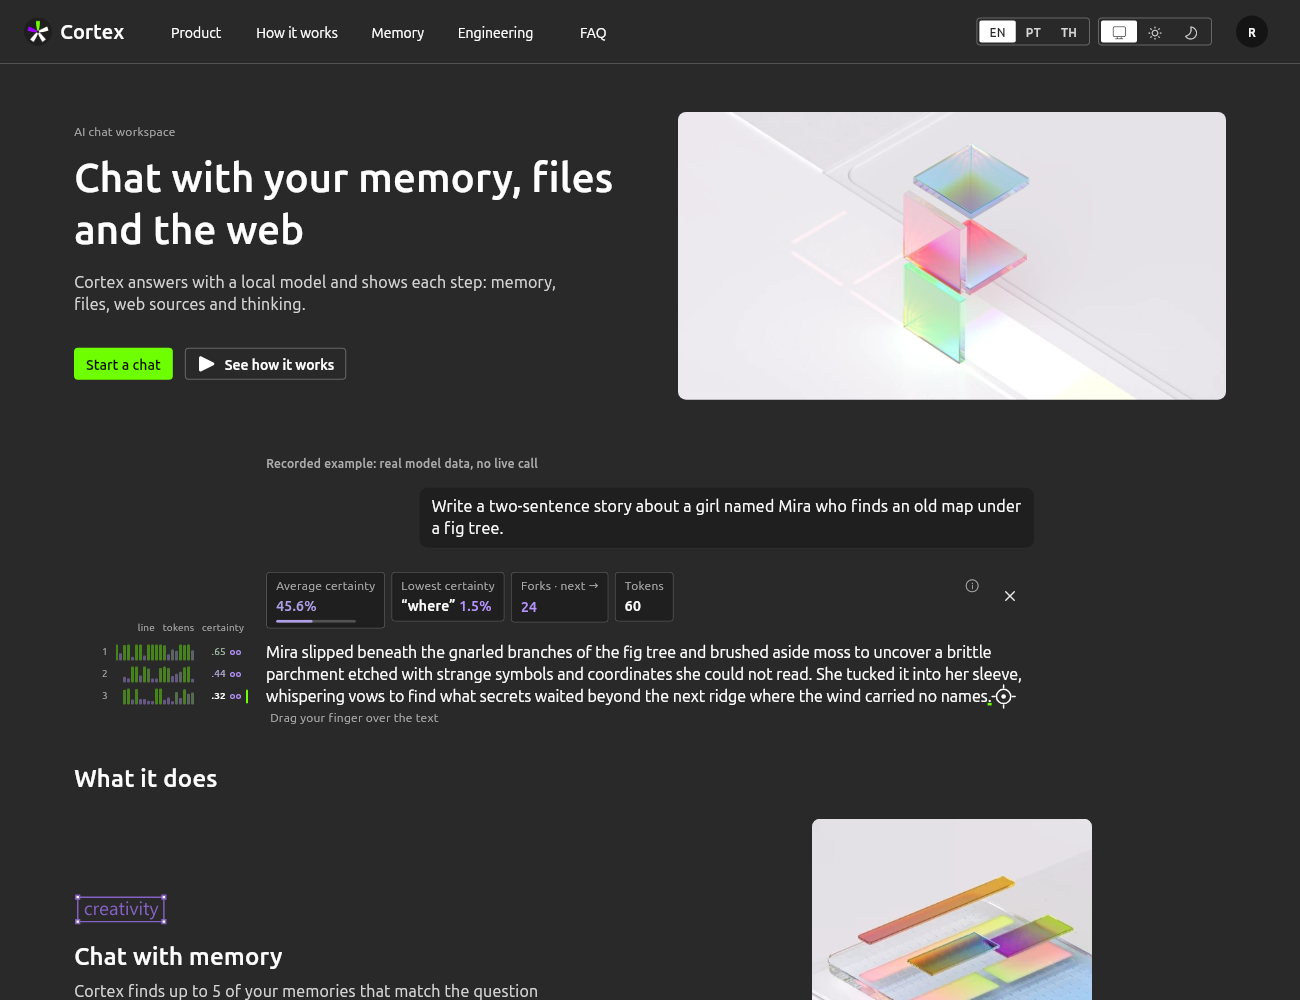 Cortex
Product
How it works
Memory
Engineering
FAQ
EN
PT
TH
R
AI chat workspace
Chat with your memory, files
and the web
Cortex answers with a local model and shows each step: memory,
files, web sources and thinking.
Start a chat
See how it works
Recorded example: real model data, no live call
Write a two-sentence story about a girl named Mira who finds an old map under
a fig tree.
Average certainty
45.6%
Lowest certainty
“where” 1.5%
Forks · next →
24
Tokens
60
line tokens certainty
1 .65
2 .44
3 .32
Mira slipped beneath the gnarled branches of the fig tree and brushed aside moss to uncover a brittle
parchment etched with strange symbols and coordinates she could not read. She tucked it into her sleeve,
whispering vows to find what secrets waited beyond the next ridge where the wind carried no names.
Drag your finger over the text
What it does
creativity
Chat with memory
Cortex finds up to 5 of your memories that match the question